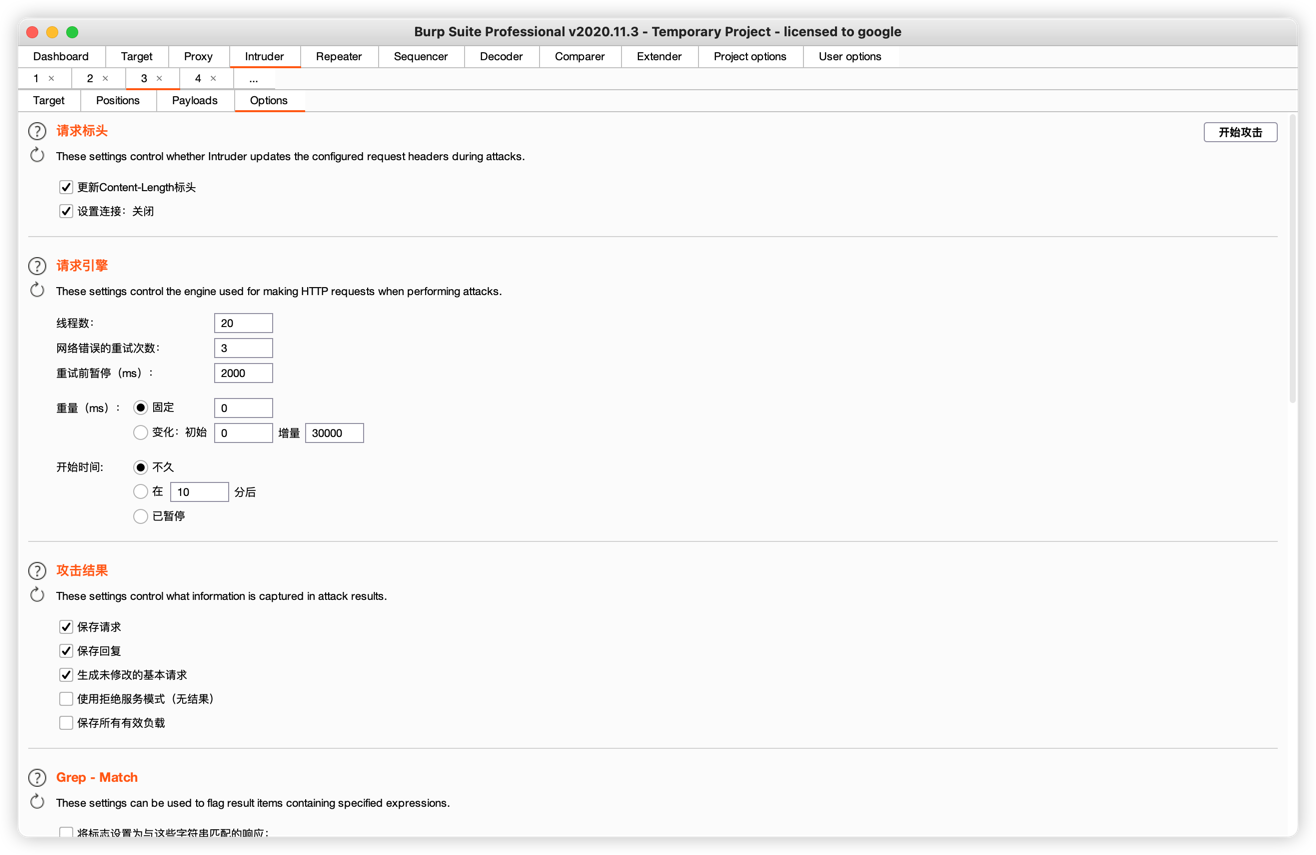 Burp Suite Professional v2020.11.3 - Temporary Project - licensed to google
Dashboard Target Proxy Intruder Repeater Sequencer Decoder Comparer Extender Project options User options
1 × 2 × 3 × 4 × ...
Target Positions Payloads Options
? 请求标头 开始攻击
These settings control whether Intruder updates the configured request headers during attacks.
更新Content-Length标头
设置连接：关闭
? 请求引擎
These settings control the engine used for making HTTP requests when performing attacks.
线程数： 20
网络错误的重试次数： 3
重试前暂停（ms）： 2000
重量（ms）： 固定 0
变化：初始 0 增量 30000
开始时间： 不久
在 10 分后
已暂停
? 攻击结果
These settings control what information is captured in attack results.
保存请求
保存回复
生成未修改的基本请求
使用拒绝服务模式（无结果）
保存所有有效负载
? Grep - Match
These settings can be used to flag result items containing specified expressions.
将标志设置为与这些字符串匹配的响应：